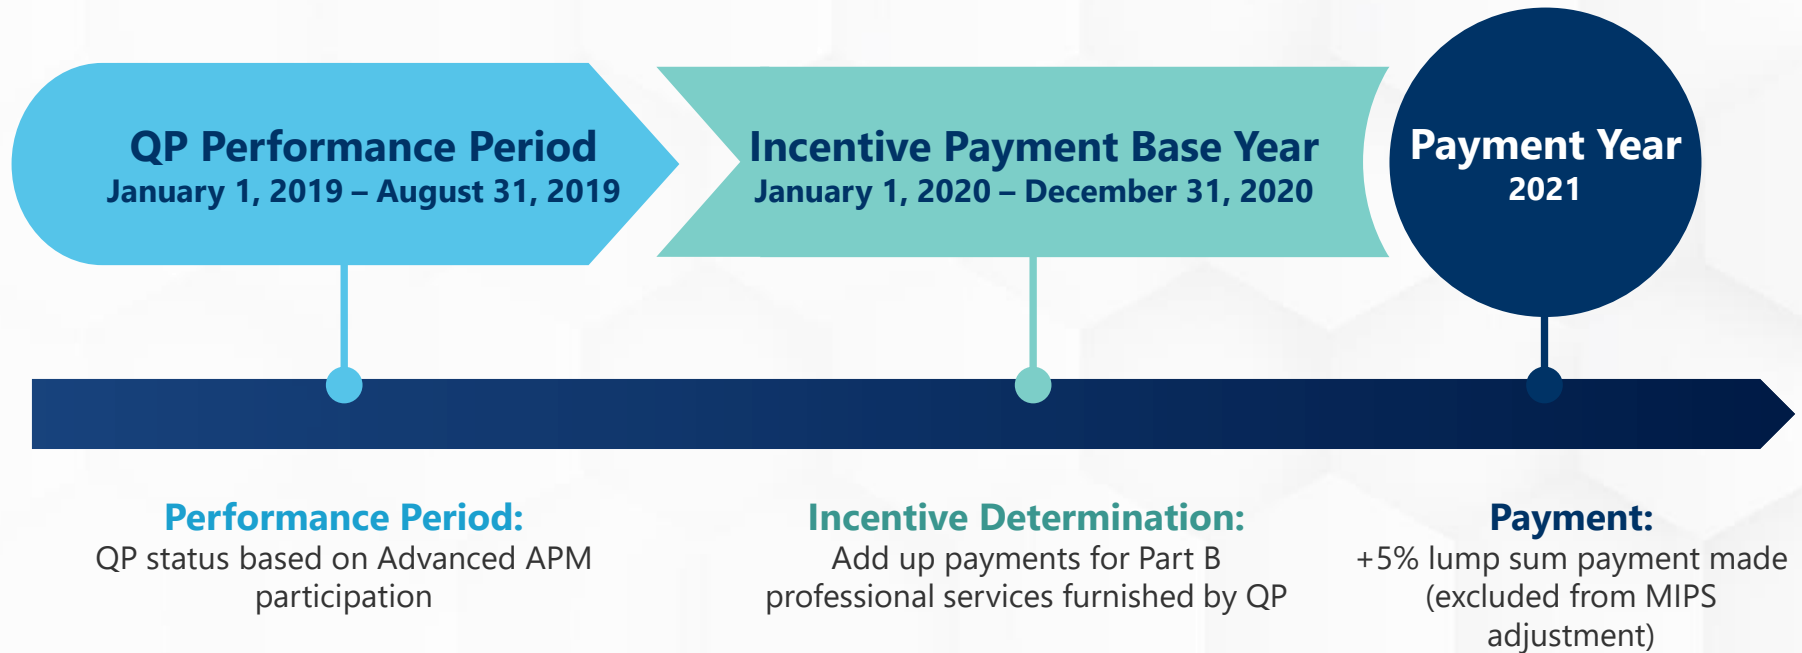 QP Performance Period
January 1, 2019 – August 31, 2019
Incentive Payment Base Year
January 1, 2020 – December 31, 2020
Payment Year
2021
Performance Period:
QP status based on Advanced APM
participation
Incentive Determination:
Add up payments for Part B
professional services furnished by QP
Payment:
+5% lump sum payment made
(excluded from MIPS
adjustment)